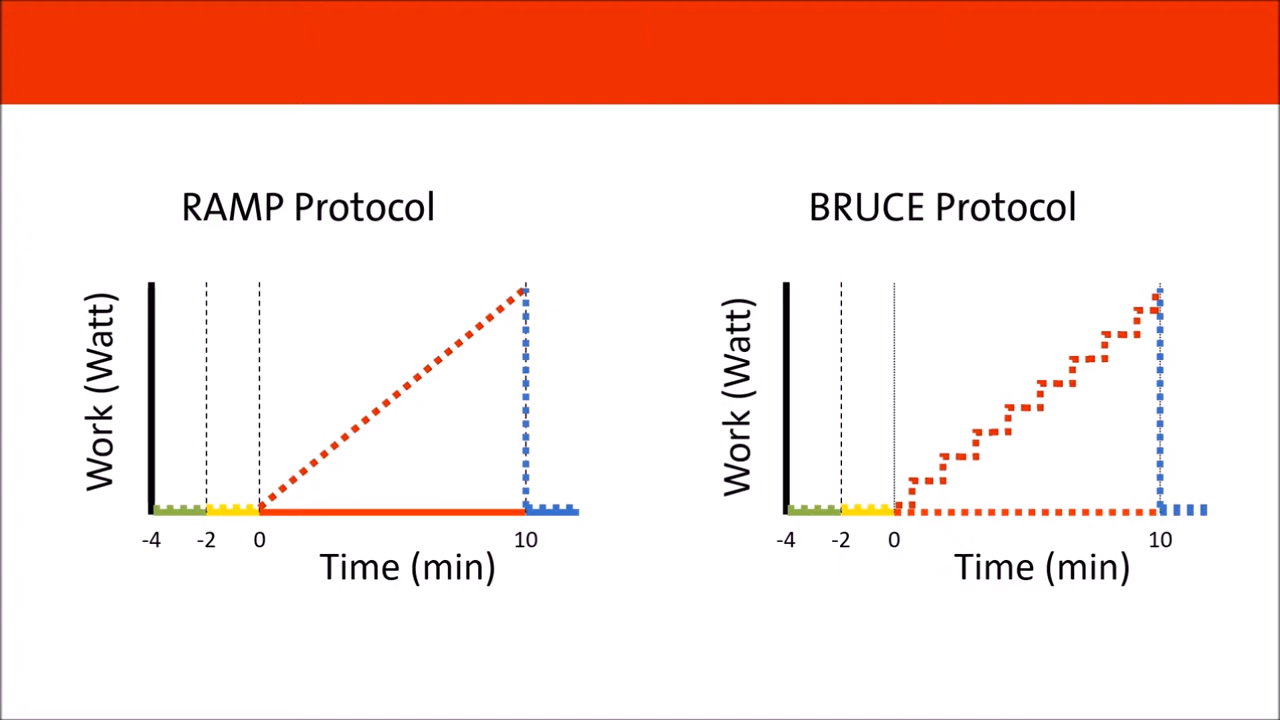 RAMP Protocol
Work (Watt)
-4 -2 0 10
Time (min)
BRUCE Protocol
Work (Watt)
-4 -2 0 10
Time (min)